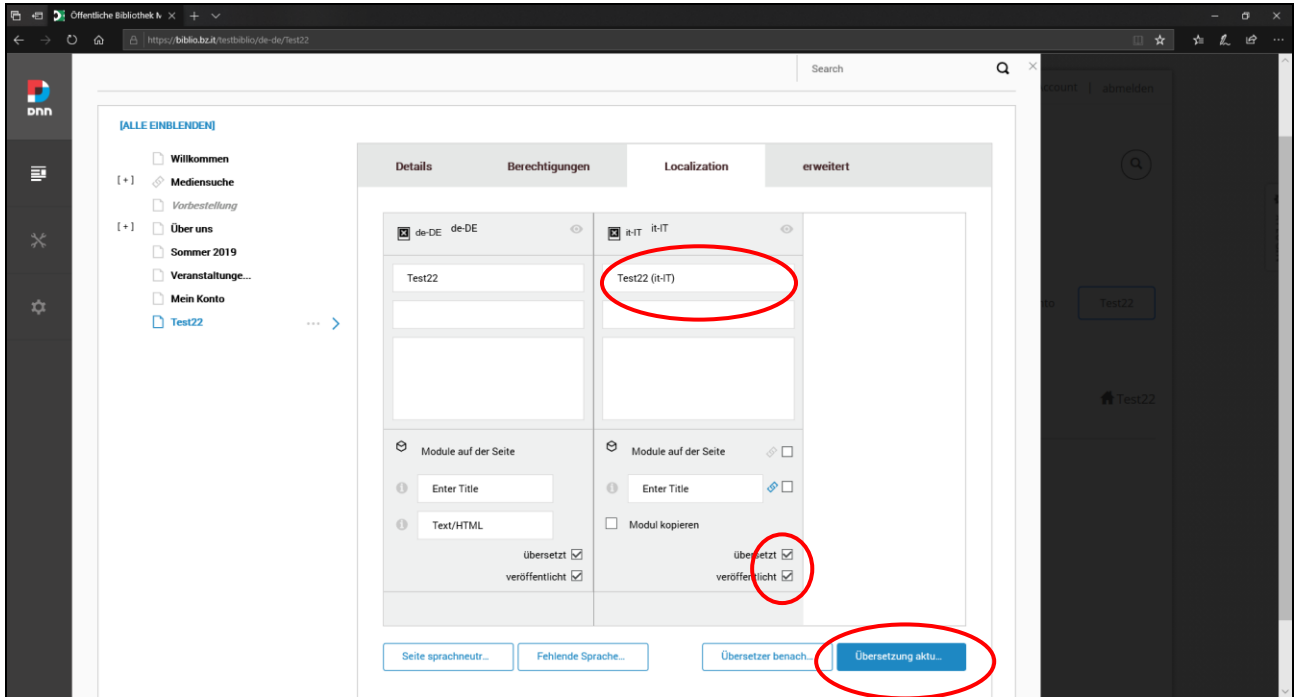 Öffentliche Bibliothek M
https://biblio.bz.it/testbiblio/de-de/Test22
Search
account | abmelden
DNN
[ALLE EINBLENDEN]
Willkommen
[+] Mediensuche
Vorbestellung
[+] Über uns
Sommer 2019
Veranstaltunge...
Mein Konto
Test22 ...
Details Berechtigungen Localization erweitert
de-DE de-DE it-IT it-IT
Test22 Test22 (it-IT)
Module auf der Seite Module auf der Seite
Enter Title Enter Title
Text/HTML Modul kopieren
übersetzt übersetzt
veröffentlicht veröffentlicht
Seite sprachneutr... Fehlende Sprache... Übersetzer benach... Übersetzung aktu...
Test22
Test22